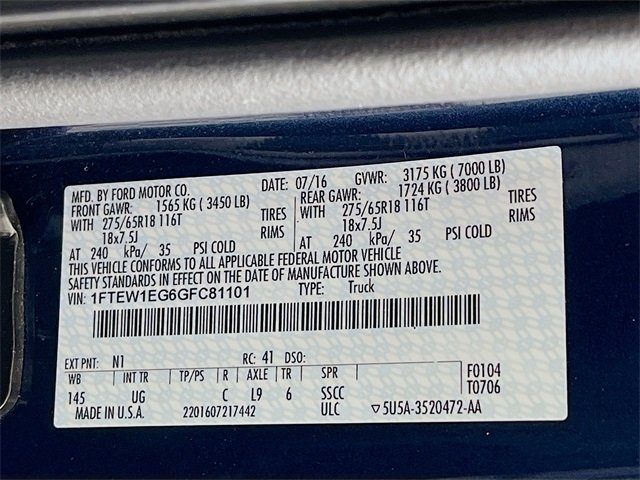 MFD. BY FORD MOTOR CO. DATE: 07/16 GVWR: 3175 KG ( 7000 LB)
FRONT GAWR: 1565 KG ( 3450 LB) REAR GAWR: 1724 KG ( 3800 LB)
WITH 275/65R18 116T TIRES WITH 275/65R18 116T TIRES
18x7.5J RIMS 18x7.5J RIMS
AT 240 kPa/ 35 PSI COLD AT 240 kPa/ 35 PSI COLD
THIS VEHICLE CONFORMS TO ALL APPLICABLE FEDERAL MOTOR VEHICLE
SAFETY STANDARDS IN EFFECT ON THE DATE OF MANUFACTURE SHOWN ABOVE.
VIN: 1FTEW1EG6GFC81101 TYPE: Truck
EXT PNT: N1 RC: 41 DSO: F0104
WB INT TR TP/PS R AXLE TR SPR T0706
145 UG C L9 6 SSCC
MADE IN U.S.A. 2201607217442 ULC ▽5U5A-3520472-AA